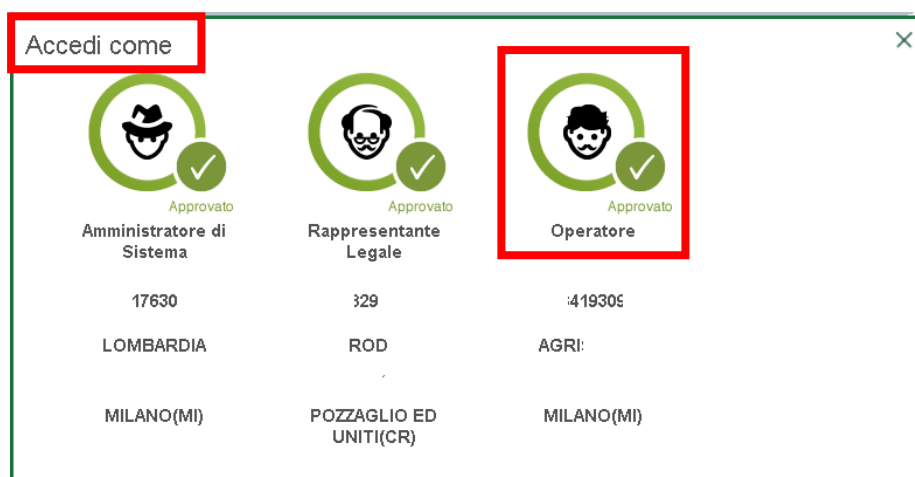 Accedi come
Approvato Approvato Approvato
Amministratore di Rappresentante Operatore
Sistema Legale
17630 329 419309
LOMBARDIA ROD AGRI
MILANO(MI) POZZAGLIO ED MILANO(MI)
UNITI(CR)